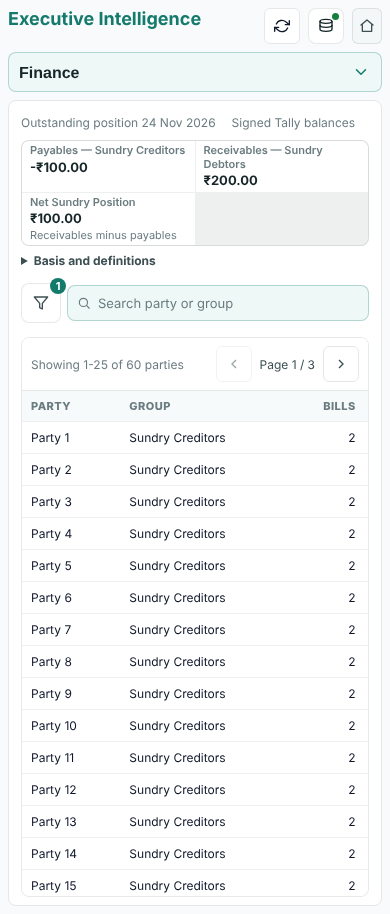 Executive Intelligence
Finance
Outstanding position 24 Nov 2026 Signed Tally balances
Payables — Sundry Creditors
-₹100.00
Receivables — Sundry Debtors
₹200.00
Net Sundry Position
₹100.00
Receivables minus payables
Basis and definitions
1
Search party or group
Showing 1-25 of 60 parties
Page 1 / 3
PARTY GROUP BILLS
Party 1 Sundry Creditors 2
Party 2 Sundry Creditors 2
Party 3 Sundry Creditors 2
Party 4 Sundry Creditors 2
Party 5 Sundry Creditors 2
Party 6 Sundry Creditors 2
Party 7 Sundry Creditors 2
Party 8 Sundry Creditors 2
Party 9 Sundry Creditors 2
Party 10 Sundry Creditors 2
Party 11 Sundry Creditors 2
Party 12 Sundry Creditors 2
Party 13 Sundry Creditors 2
Party 14 Sundry Creditors 2
Party 15 Sundry Creditors 2